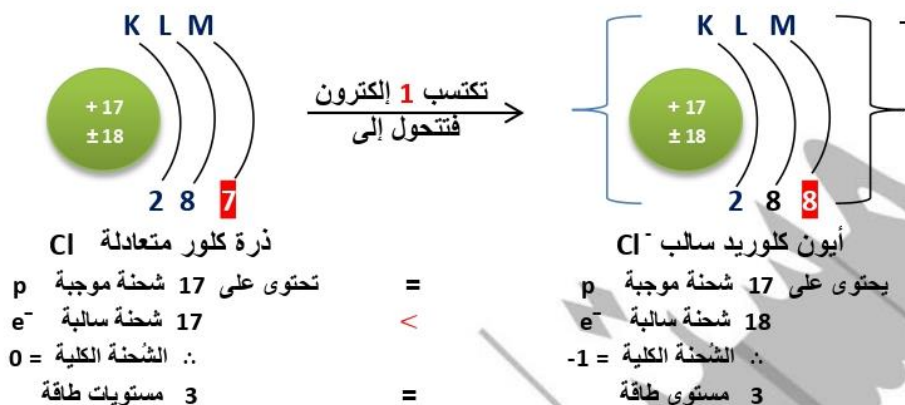 K L M
+ 17
± 18
2 8 7
تكتسب 1 إلكترون
فتتحول إلى
K L M -
+ 17
± 18
2 8 8
ذرة كلور متعادلة Cl
أيون كلوريد سالب Cl⁻
تحتوى على 17 شحنة موجبة p = يحتوى على 17 شحنة موجبة p
17 شحنة سالبة e⁻ < 18 شحنة سالبة e⁻
∴ الشُحنة الكلية = 0 ∴ الشُحنة الكلية = -1
3 مستويات طاقة = 3 مستوى طاقة